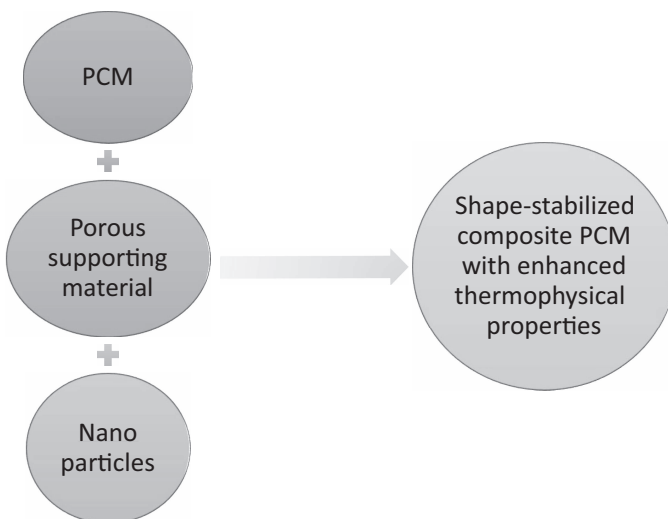 PCM
+
Porous
supporting
material
+
Nano
particles
Shape-stabilized
composite PCM
with enhanced
thermophysical
properties